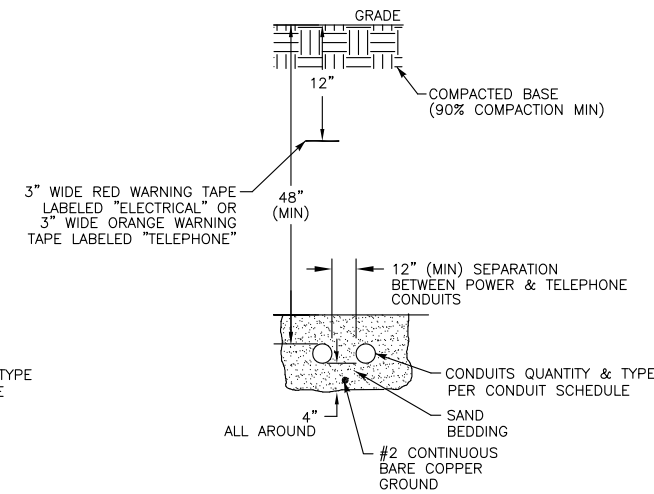 GRADE
12"
COMPACTED BASE
(90% COMPACTION MIN)
3" WIDE RED WARNING TAPE
LABELED "ELECTRICAL" OR
3" WIDE ORANGE WARNING
TAPE LABELED "TELEPHONE"
48"
(MIN)
12" (MIN) SEPARATION
BETWEEN POWER & TELEPHONE
CONDUITS
TYPE
E
CONDUITS QUANTITY & TYPE
PER CONDUIT SCHEDULE
4"
ALL AROUND
SAND
BEDDING
#2 CONTINUOUS
BARE COPPER
GROUND